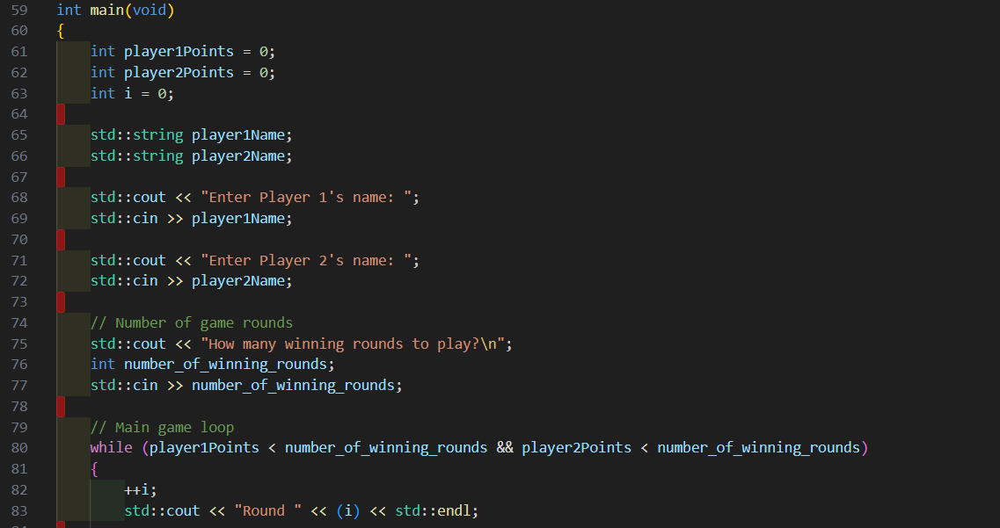 59 int main(void)
60 {
61     int player1Points = 0;
62     int player2Points = 0;
63     int i = 0;
64
65     std::string player1Name;
66     std::string player2Name;
67
68     std::cout << "Enter Player 1's name: ";
69     std::cin >> player1Name;
70
71     std::cout << "Enter Player 2's name: ";
72     std::cin >> player2Name;
73
74     // Number of game rounds
75     std::cout << "How many winning rounds to play?\n";
76     int number_of_winning_rounds;
77     std::cin >> number_of_winning_rounds;
78
79     // Main game loop
80     while (player1Points < number_of_winning_rounds && player2Points < number_of_winning_rounds)
81     {
82         ++i;
83         std::cout << "Round " << (i) << std::endl;